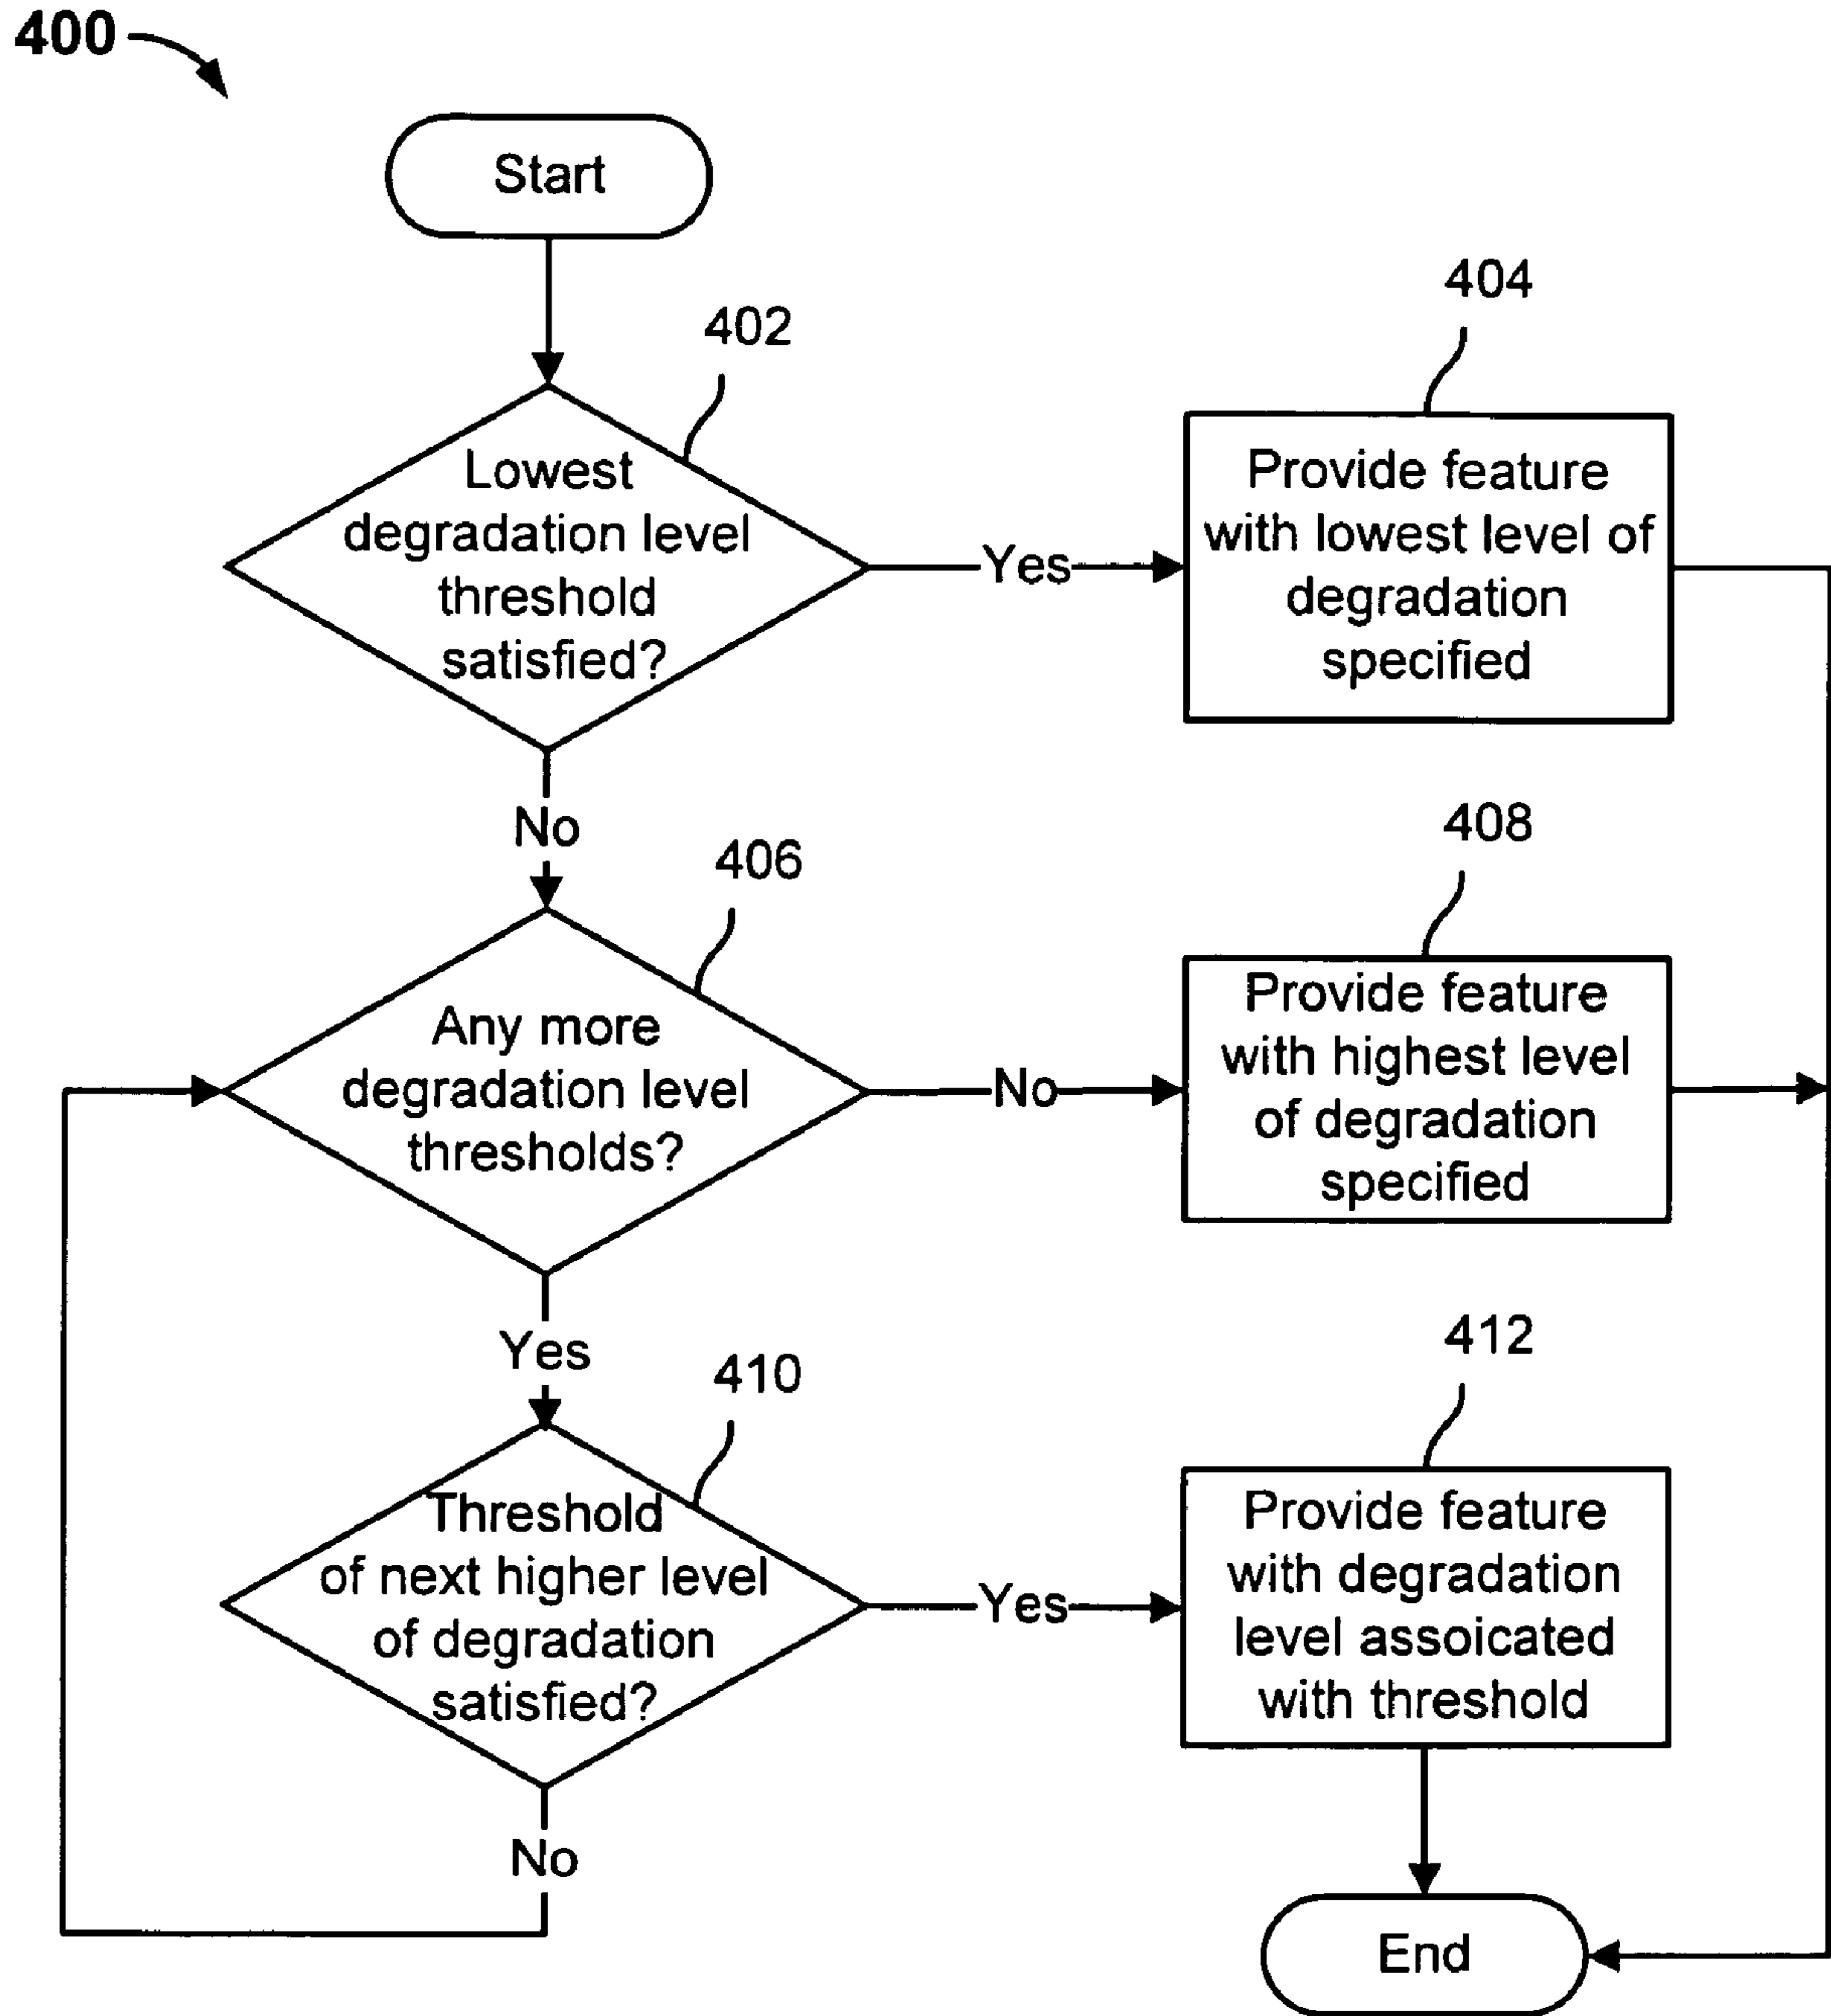 400
Start
402
Lowest
degradation level
threshold
satisfied?
Yes
404
Provide feature
with lowest level of
degradation
specified
No
406
Any more
degradation level
thresholds?
No
408
Provide feature
with highest level
of degradation
specified
Yes
410
Threshold
of next higher level
of degradation
satisfied?
Yes
412
Provide feature
with degradation
level assoicated
with threshold
No
End